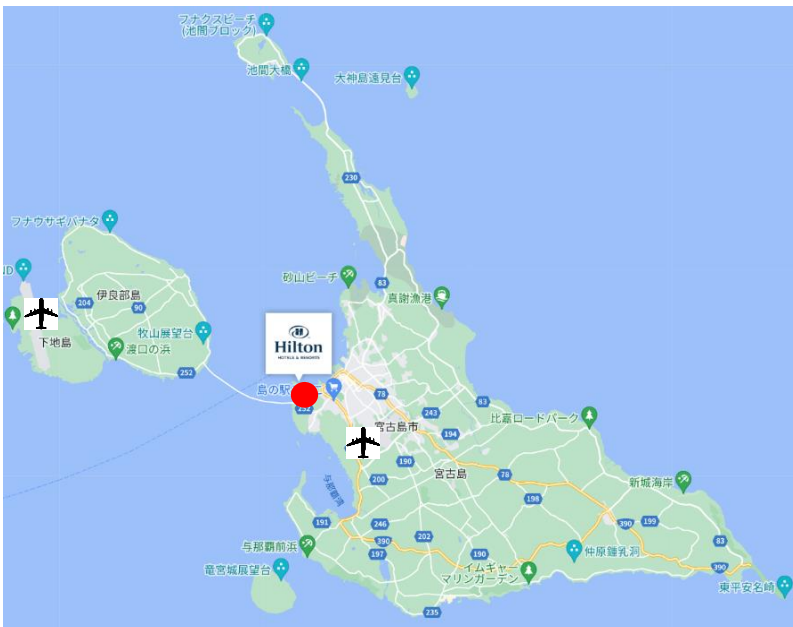 フナクスビーチ
(池間ブロック)
池間大橋
大神島遠見台
230
フナウサギバナタ
ND
砂山ビーチ
83
真謝漁港
伊良部島
204
90
下地島
牧山展望台
渡口の浜
252
Hilton
HOTELS & RESORTS
島の駅
252
78
宮古島市
243
83
194
比嘉ロードパーク
190
宮古島
78
200
198
新城海岸
与那覇湾
191
246
202
390
199
83
390
197
190
与那覇前浜
仲原鍾乳洞
390
竜宮城展望台
イムギャー
マリンガーデン
東平安名崎
235